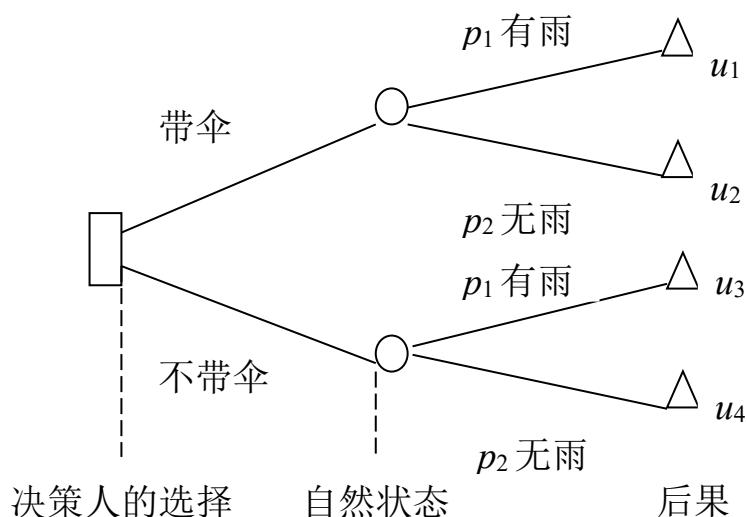 p1 有雨
u1
带伞
u2
p2 无雨
p1 有雨
u3
不带伞
u4
p2 无雨
决策人的选择 自然状态 后果